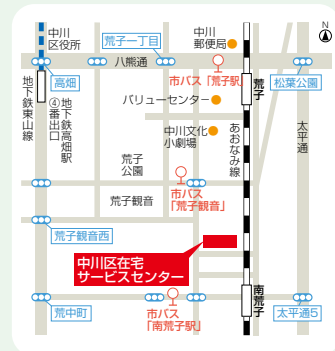 N
中川
区役所
荒子一丁目
中川
郵便局
八熊通
高畑
市バス「荒子駅」
荒子
松葉公園
地下鉄東山線
地下鉄高畑駅
④番出口
バリューセンター
中川文化
小劇場
あおなみ線
太平通
荒子
公園
荒子観音
市バス
「荒子観音」
荒子観音西
中川区在宅
サービスセンター
南荒子
荒中町
市バス
「南荒子駅」
太平通5